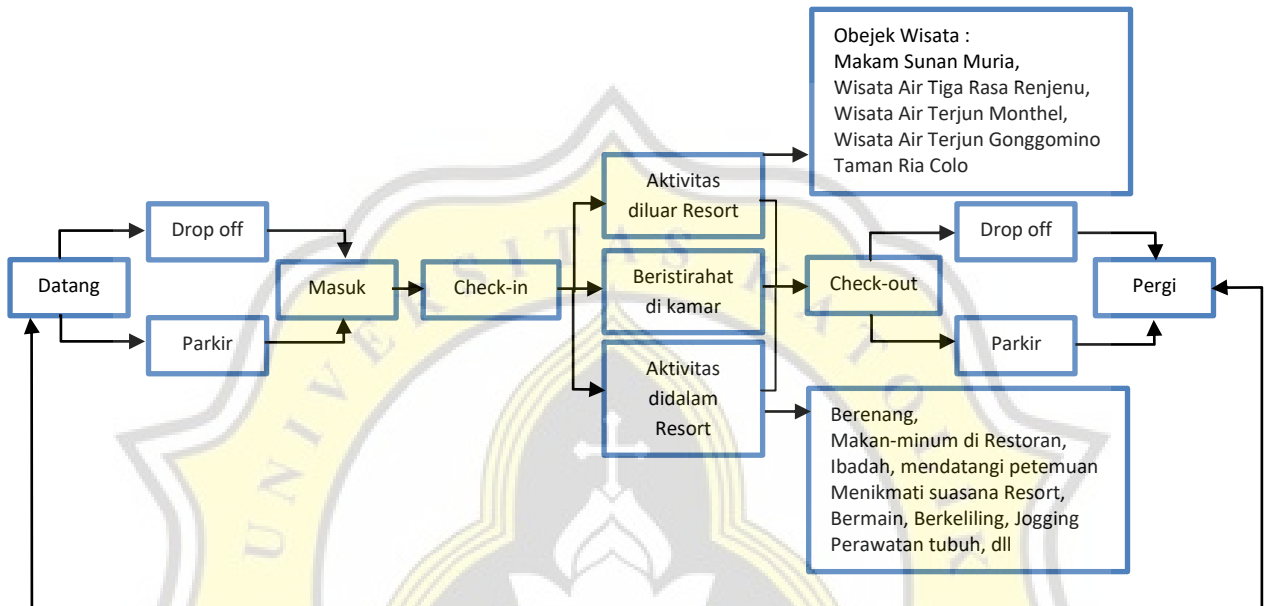 Obejek Wisata :
Makam Sunan Muria,
Wisata Air Tiga Rasa Renjenu,
Wisata Air Terjun Monthel,
Wisata Air Terjun Gonggomino
Taman Ria Colo
Aktivitas
diluar Resort
Drop off
Drop off
Datang
Masuk
Check-in
Beristirahat
di kamar
Check-out
Pergi
Parkir
Parkir
Aktivitas
didalam
Resort
Berenang,
Makan-minum di Restoran,
Ibadah, mendatangi petemuan
Menikmati suasana Resort,
Bermain, Berkeliling, Jogging
Perawatan tubuh, dll
UNIVERSITAS KATOLIK